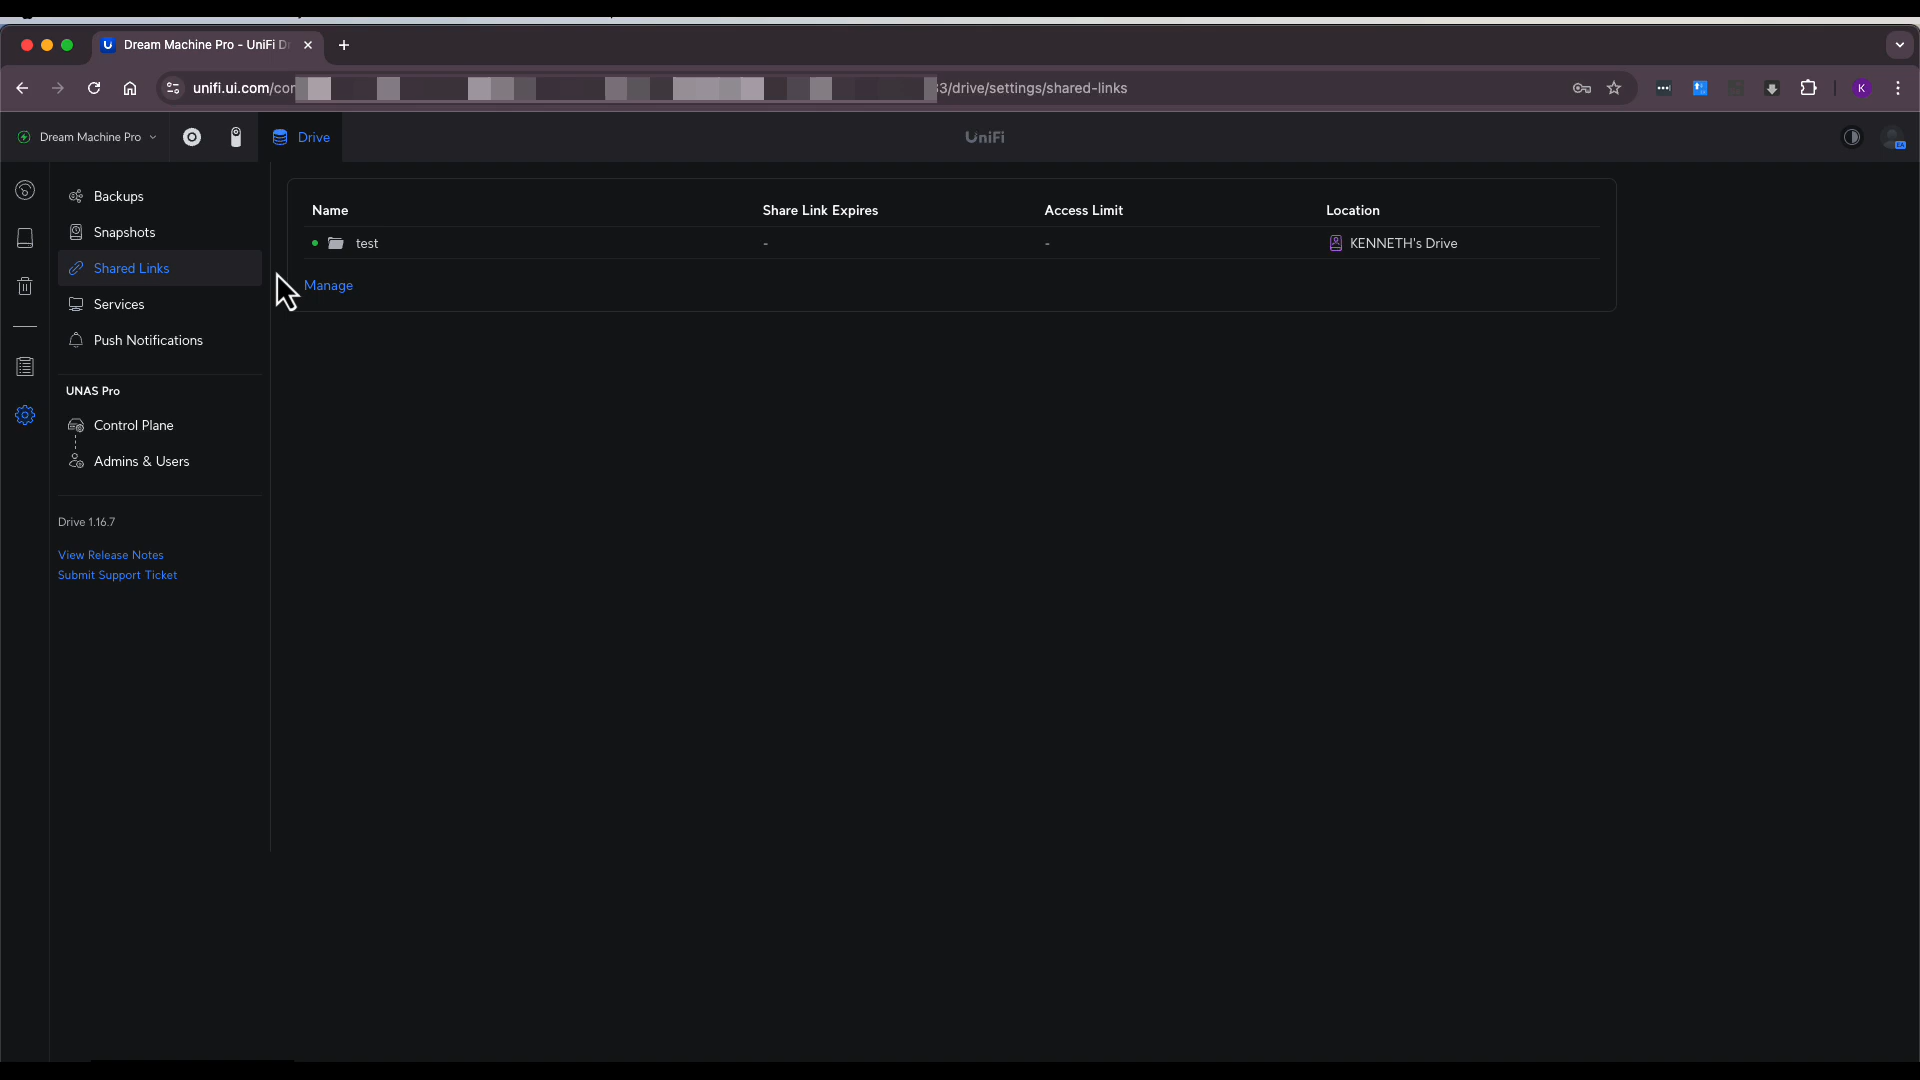 Dream Machine Pro - UniFi D
unifi.ui.com/cor
3/drive/settings/shared-links
K
Dream Machine Pro
Drive
UniFi
EA
Backups
Snapshots
Shared Links
Services
Push Notifications
UNAS Pro
Control Plane
Admins & Users
Drive 1.16.7
View Release Notes
Submit Support Ticket
Name Share Link Expires Access Limit Location
test - - KENNETH's Drive
Manage